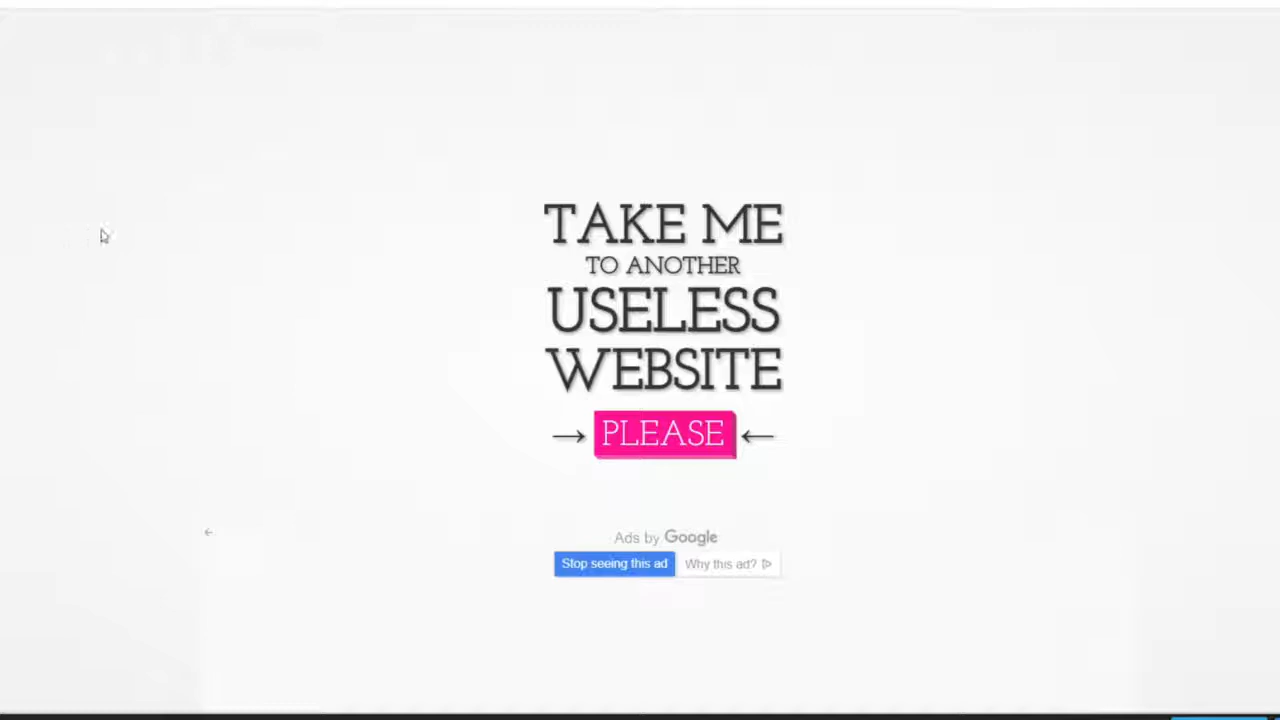 TAKE ME
TO ANOTHER
USELESS
WEBSITE
→ PLEASE ←
Ads by Google
Stop seeing this ad Why this ad?